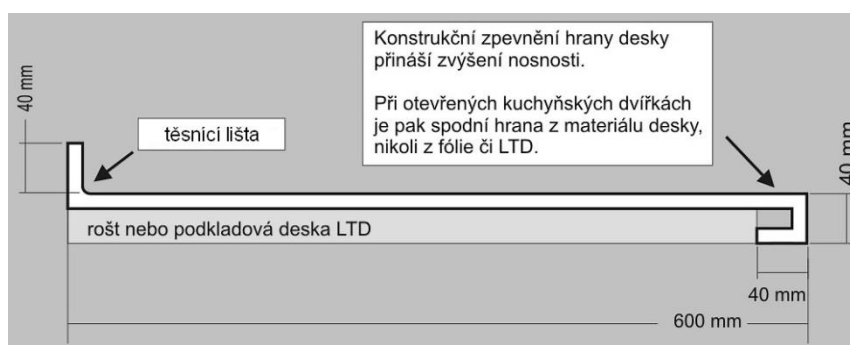 40 mm
těsnici lišta
Konstrukční zpevnění hrany desky
přináší zvýšení nosnosti.
Při otevřených kuchyňských dvířkách
je pak spodní hrana z materiálu desky,
nikoli z fólie či LTD.
40 mm
rošt nebo podkladová deska LTD
40 mm
600 mm